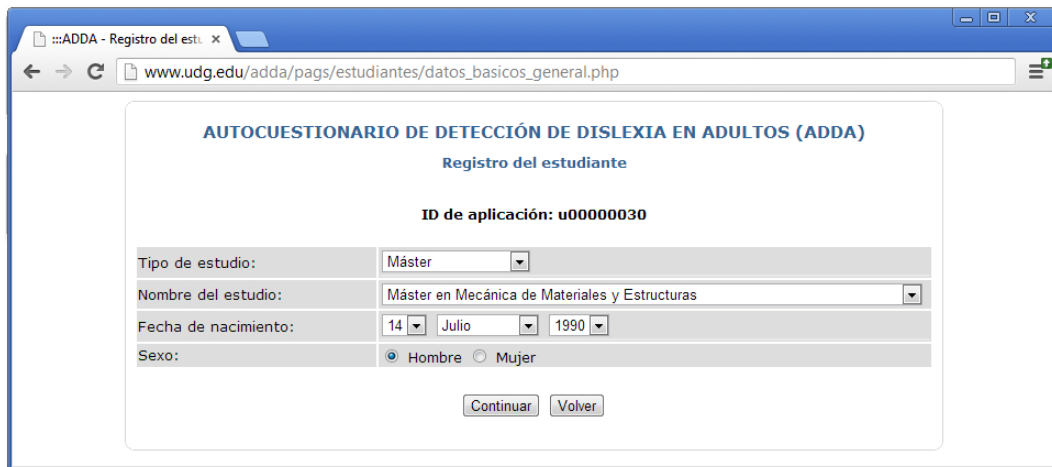 :::ADDA - Registro del estu
www.udg.edu/adda/pags/estudiantes/datos_basicos_general.php
AUTOCUESTIONARIO DE DETECCIÓN DE DISLEXIA EN ADULTOS (ADDA)
Registro del estudiante
ID de aplicación: u00000030
Tipo de estudio: Máster
Nombre del estudio: Máster en Mecánica de Materiales y Estructuras
Fecha de nacimiento: 14 Julio 1990
Sexo: Hombre Mujer
Continuar Volver